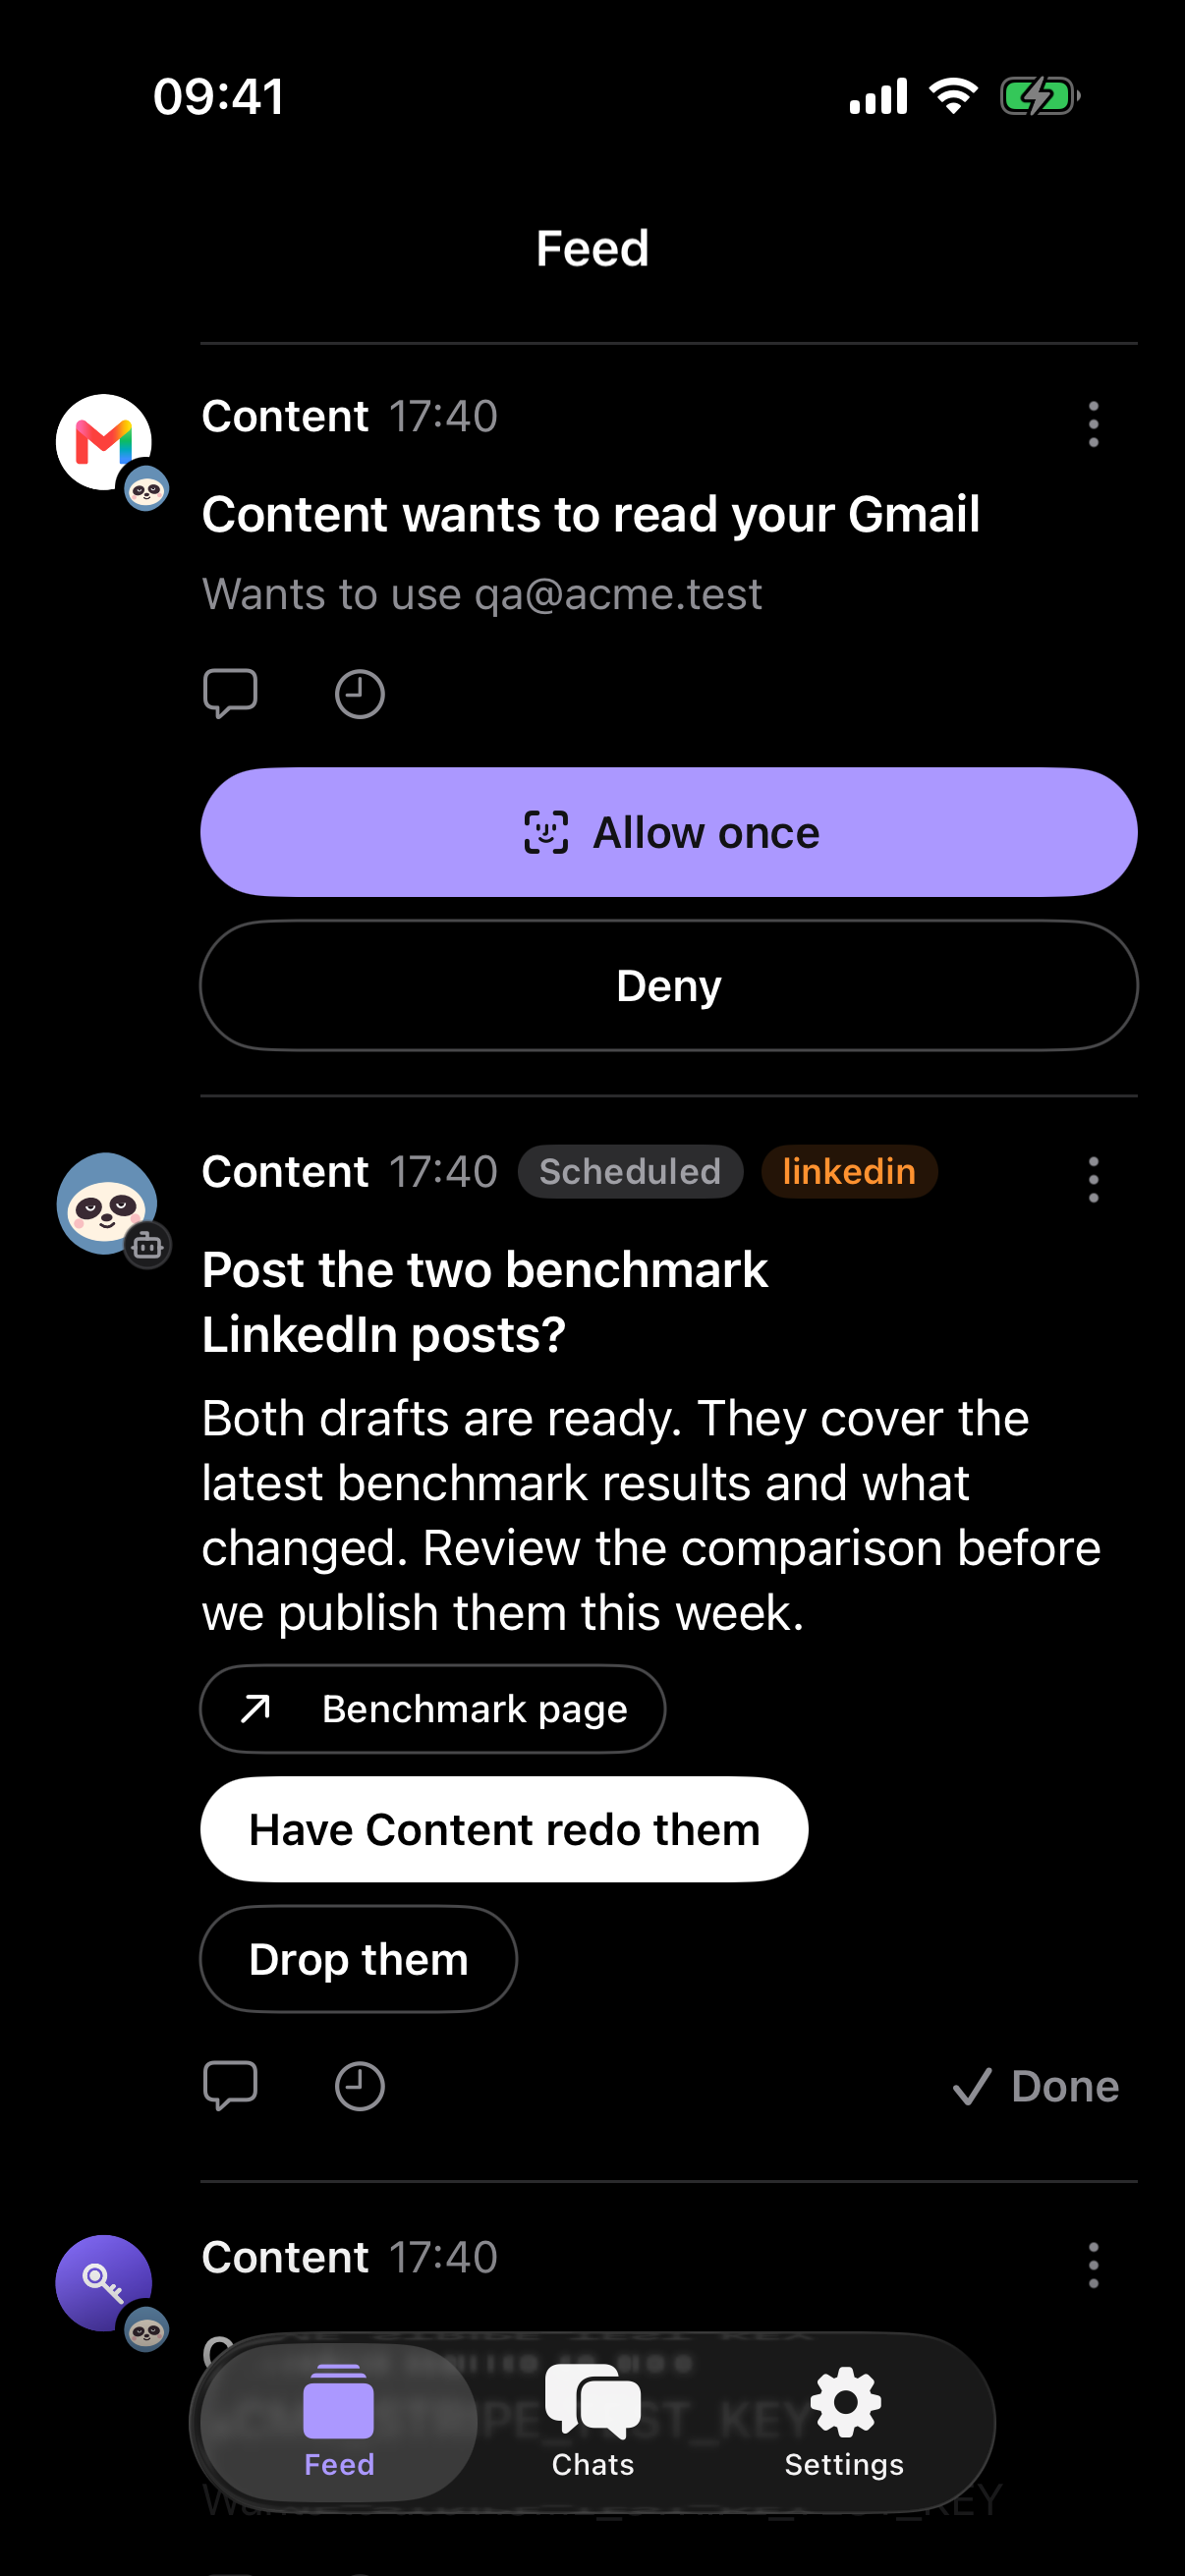 09:41
Feed
Content 17:40
Content wants to read your Gmail
Wants to use qa@acme.test
Allow once
Deny
Content 17:40 Scheduled linkedin
Post the two benchmark
LinkedIn posts?
Both drafts are ready. They cover the
latest benchmark results and what
changed. Review the comparison before
we publish them this week.
Benchmark page
Have Content redo them
Drop them
Done
Content 17:40
Feed
Chats
Settings